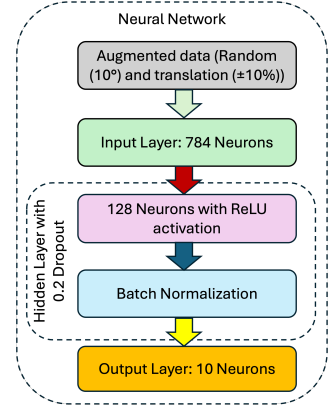 Neural Network
Augmented data (Random
(10°) and translation (±10%))
Input Layer: 784 Neurons
Hidden Layer with
0.2 Dropout
128 Neurons with ReLU
activation
Batch Normalization
Output Layer: 10 Neurons